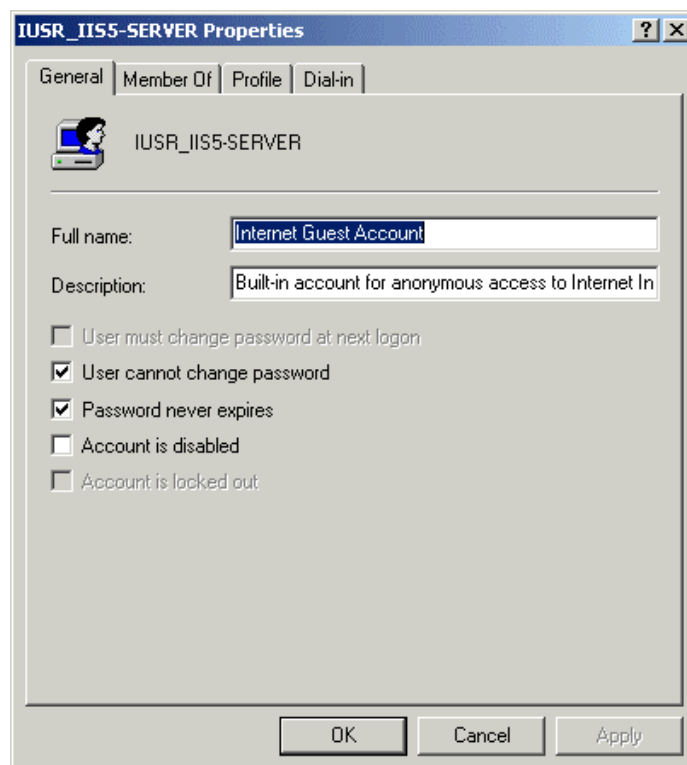 IUSR_IIS5-SERVER Properties
General Member Of Profile Dial-in
IUSR_IIS5-SERVER
Full name: Internet Guest Account
Description: Built-in account for anonymous access to Internet In
User must change password at next logon
User cannot change password
Password never expires
Account is disabled
Account is locked out
OK Cancel Apply